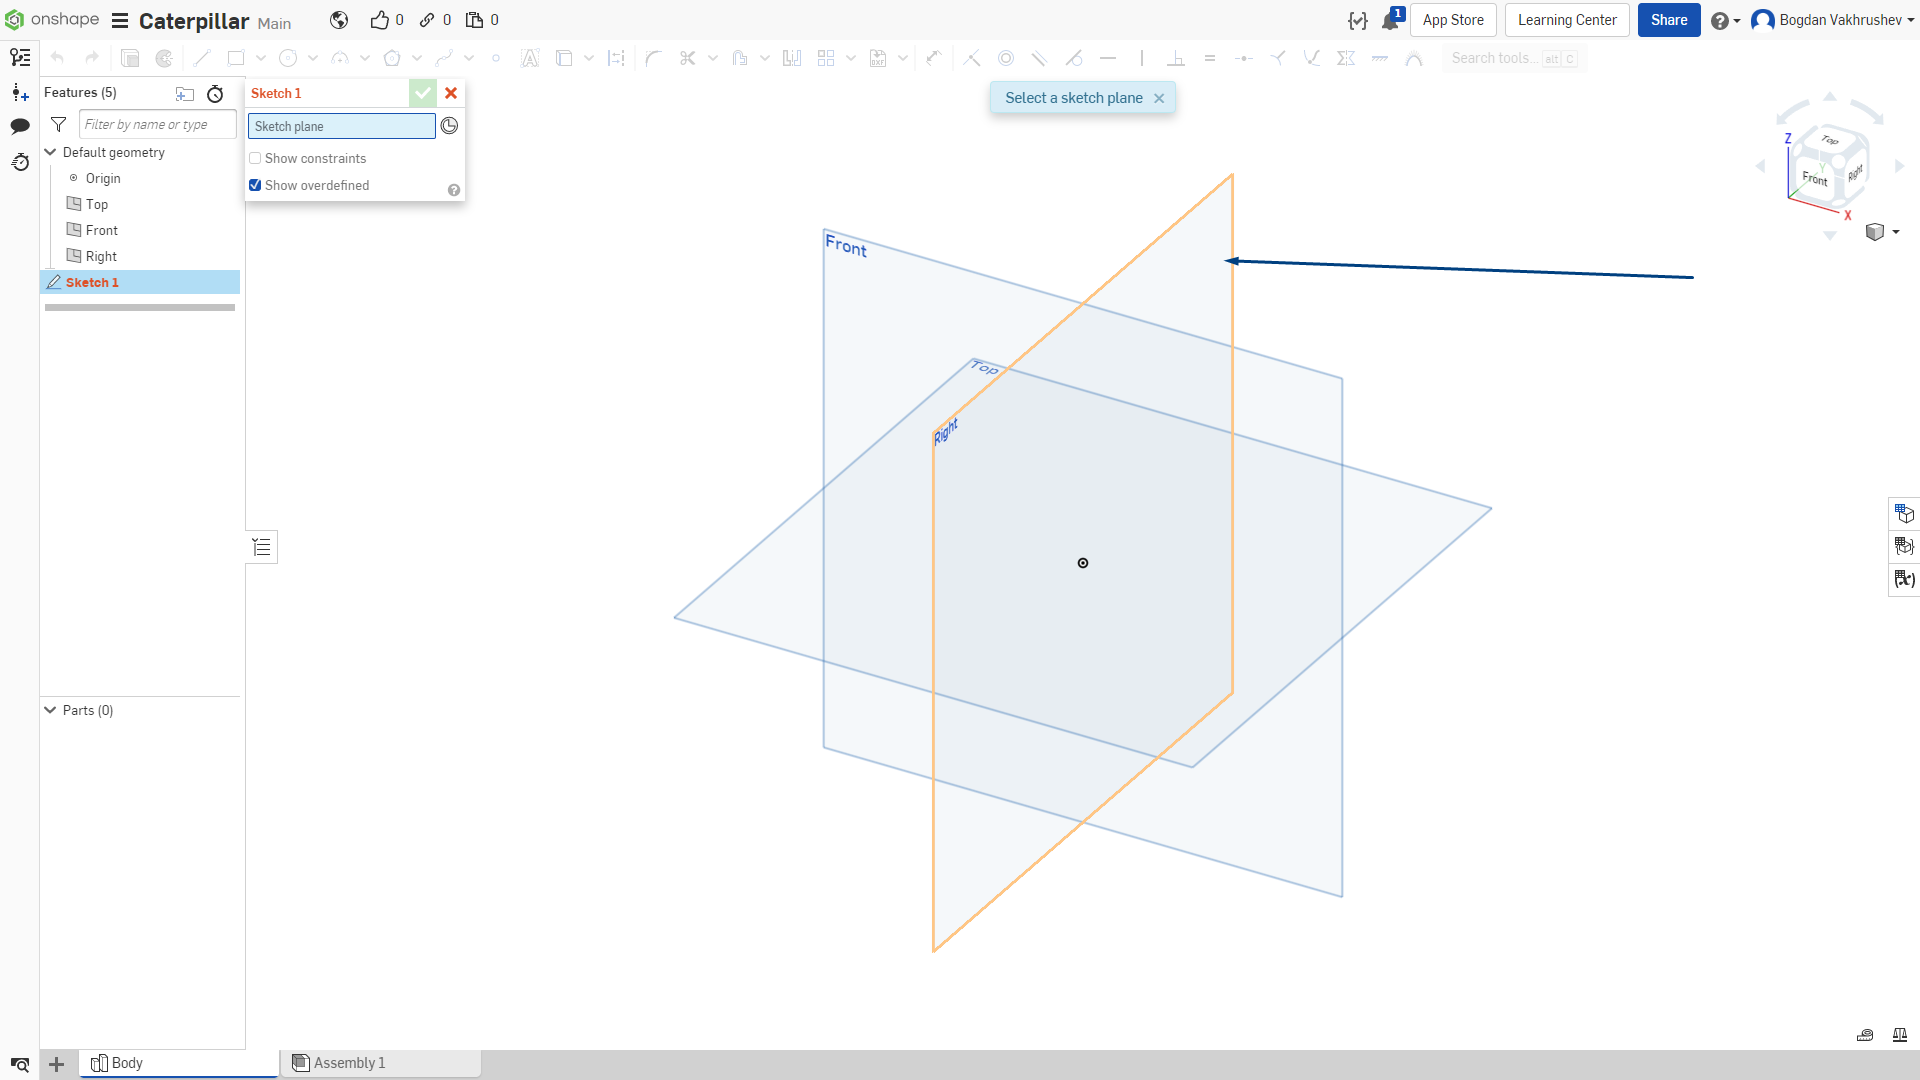 onshape
Caterpillar Main
0 0 0
1
App Store
Learning Center
Share
Bogdan Vakhrushev
Search tools... alt C
Features (5)
Filter by name or type
Default geometry
Origin
Top
Front
Right
Sketch 1
Parts (0)
Sketch 1
Sketch plane
Show constraints
Show overdefined
Select a sketch plane
Front
Top
Right
Z
Top
Y
Front
Right
X
Body
Assembly 1